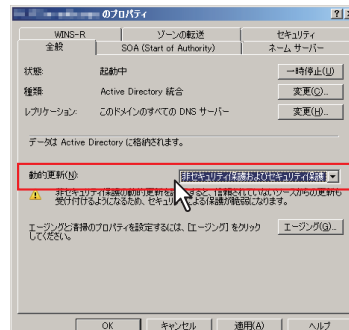 のプロパティ
WINS-R
ゾーンの転送
セキュリティ
全般
SOA (Start of Authority)
ネーム サーバー
状態:
起動中
一時停止(U)
種類:
Active Directory 統合
変更(C)...
レプリケーション:
このドメインのすべての DNS サーバー
変更(H)...
データは Active Directory に格納されます。
動的更新(N):
非セキュリティ保護およびセキュリティ保護
非セキュリティ保護の動的更新を すると、信頼されていないソースからの更新も
受け付けるようになるため、セキュリ よる保護が脆弱になります。
エージングと清掃のプロパティを設定するには、[エージング] をクリック
してください。
エージング(G)...
OK
キャンセル
適用(A)
ヘルプ